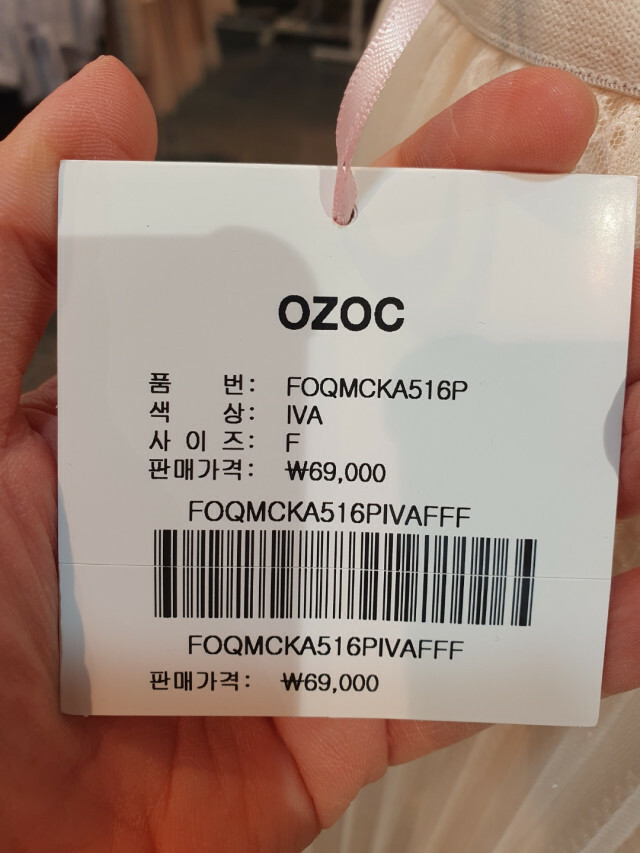 OZOC
품 번: FOQMCKA516P
색 상: IVA
사 이 즈: F
판매가격: ₩69,000
FOQMCKA516PIVAFFF
FOQMCKA516PIVAFFF
판매가격: ₩69,000